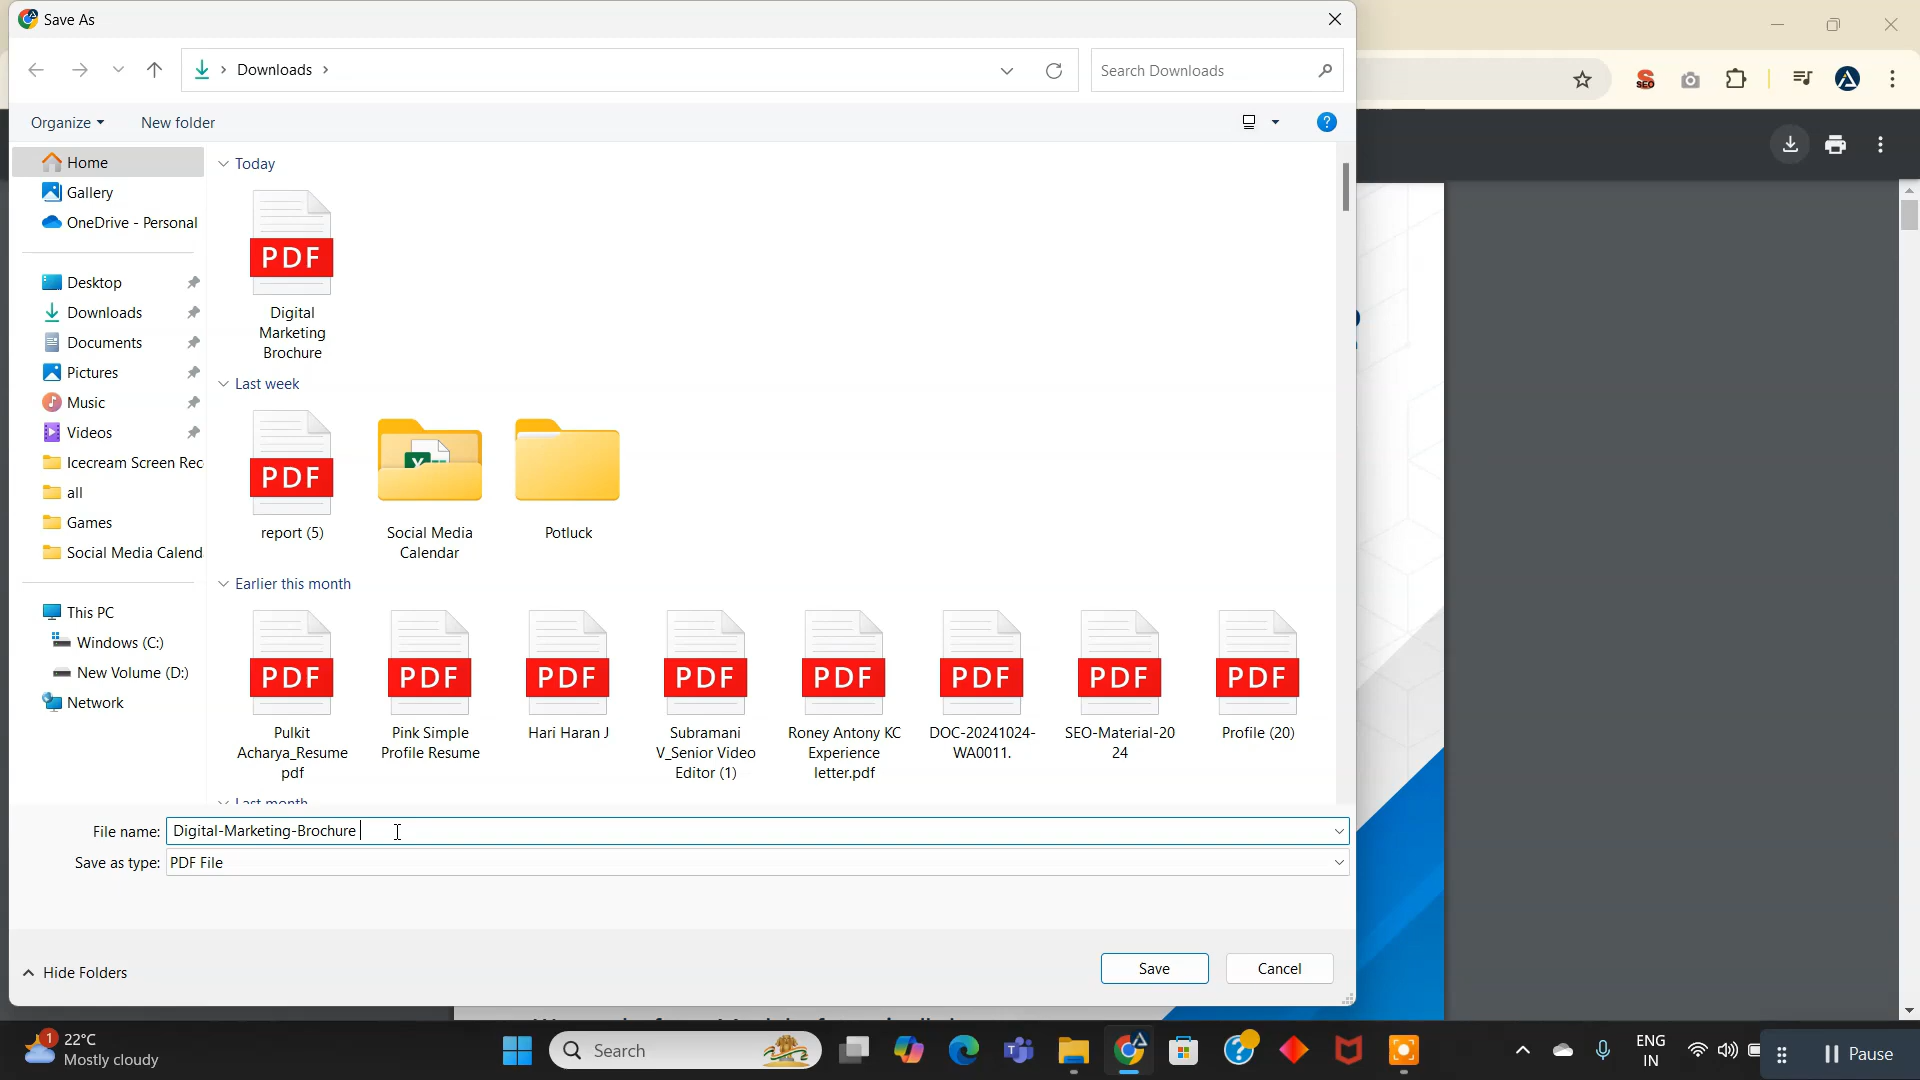 Save As
Downloads
Search Downloads
SEO
Organize
New folder
?
Home
Gallery
OneDrive - Personal
Desktop
Downloads
Documents
Pictures
Music
Videos
Icecream Screen Rec
all
Games
Social Media Calend
This PC
Windows (C:)
New Volume (D:)
Network
Today
PDF
Digital
Marketing
Brochure
Last week
PDF
report (5)
Social Media
Calendar
Potluck
Earlier this month
PDF
PDF
PDF
PDF
PDF
PDF
PDF
PDF
Pulkit
Acharya_Resume
pdf
Pink Simple
Profile Resume
Hari Haran J
Subramani
V_Senior Video
Editor (1)
Roney Antony KC
Experience
letter.pdf
DOC-20241024-
WA0011.
SEO-Material-20
24
Profile (20)
Last month
File name: Digital-Marketing-Brochure
Save as type: PDF File
Hide Folders
Save
Cancel
1
22°C
Mostly cloudy
Search
ENG
IN
Pause